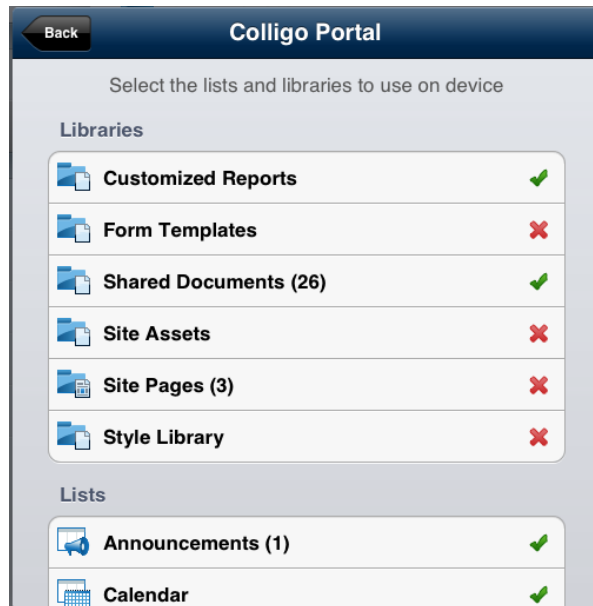 Back
Colligo Portal
Select the lists and libraries to use on device
Libraries
Customized Reports
Form Templates
Shared Documents (26)
Site Assets
Site Pages (3)
Style Library
Lists
Announcements (1)
Calendar